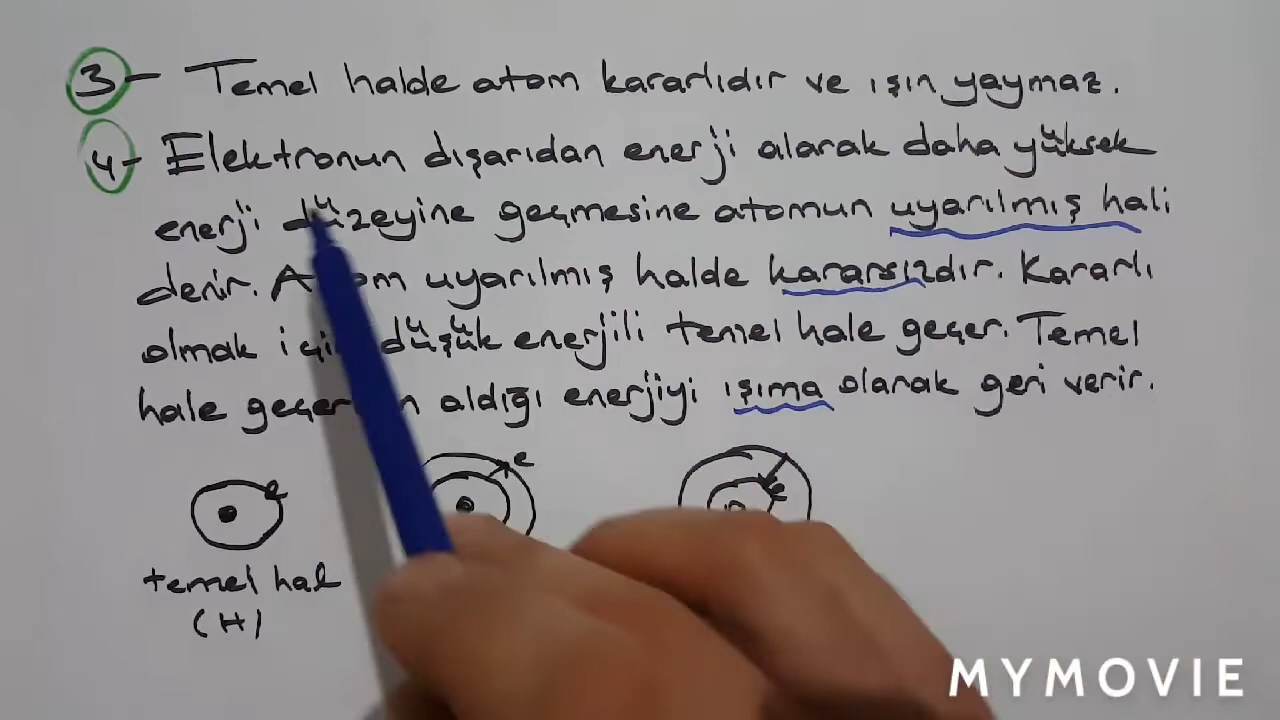 3- Temel halde atom kararlıdır ve ışın yaymaz.
4- Elektronun dışarıdan enerji alarak daha yüksek
enerji düzeyine geçmesine atomun uyarılmış hali
denir. Atom uyarılmış halde kararsızdır. Kararlı
olmak için düşük enerjili temel hale geçer. Temel
hale geçerken aldığı enerjiyi ışıma olarak geri verir.
e e e
temel hal
(H)
MYMOVIE